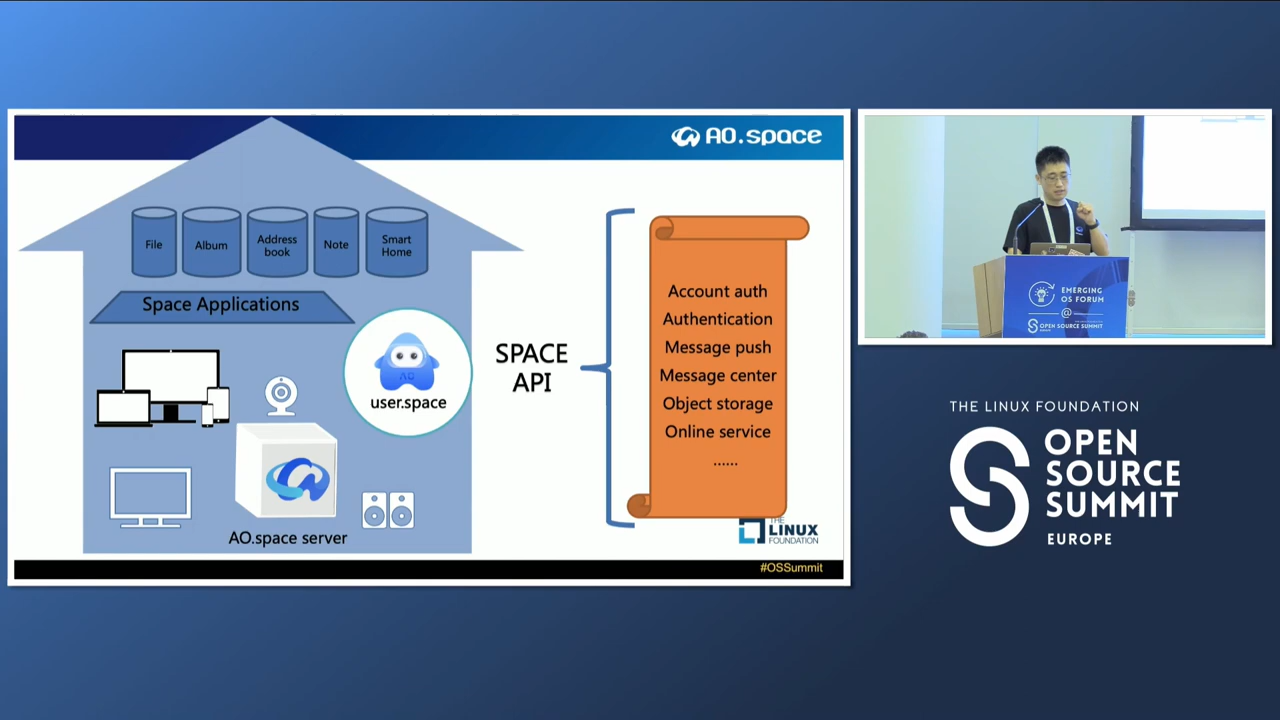 AO.space
File
Album
Address
book
Note
Smart
Home
Space Applications
AO
user.space
AO.space server
SPACE
API
Account auth
Authentication
Message push
Message center
Object storage
Online service
......
THE
LINUX
FOUNDATION
#OSSummit
EMERGING
OS FORUM
@
OPEN SOURCE SUMMIT
THE LINUX FOUNDATION
OPEN
SOURCE
SUMMIT
EUROPE